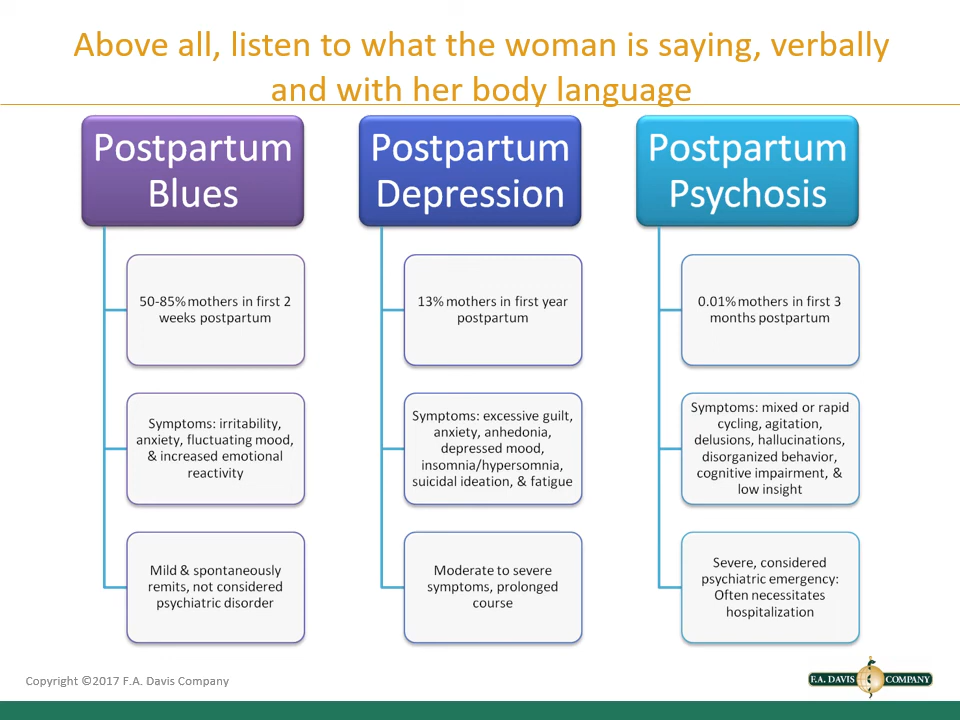 Above all, listen to what the woman is saying, verbally
and with her body language
Postpartum
Blues
50-85% mothers in first 2
weeks postpartum
Symptoms: irritability,
anxiety, fluctuating mood,
& increased emotional
reactivity
Mild & spontaneously
remits, not considered
psychiatric disorder
Postpartum
Depression
13% mothers in first year
postpartum
Symptoms: excessive guilt,
anxiety, anhedonia,
depressed mood,
insomnia/hypersomnia,
suicidal ideation, & fatigue
Moderate to severe
symptoms, prolonged
course
Postpartum
Psychosis
0.01% mothers in first 3
months postpartum
Symptoms: mixed or rapid
cycling, agitation,
delusions, hallucinations,
disorganized behavior,
cognitive impairment, &
low insight
Severe, considered
psychiatric emergency:
Often necessitates
hospitalization
Copyright ©2017 F.A. Davis Company
F.A. DAVIS COMPANY